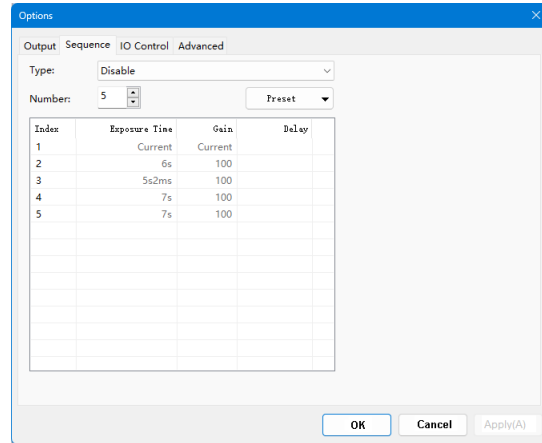 Options
Output Sequence IO Control Advanced
Type: Disable
Number: 5 Preset
Index Exposure Time Gain Delay
1 Current Current
2 6s 100
3 5s2ms 100
4 7s 100
5 7s 100
OK Cancel Apply(A)